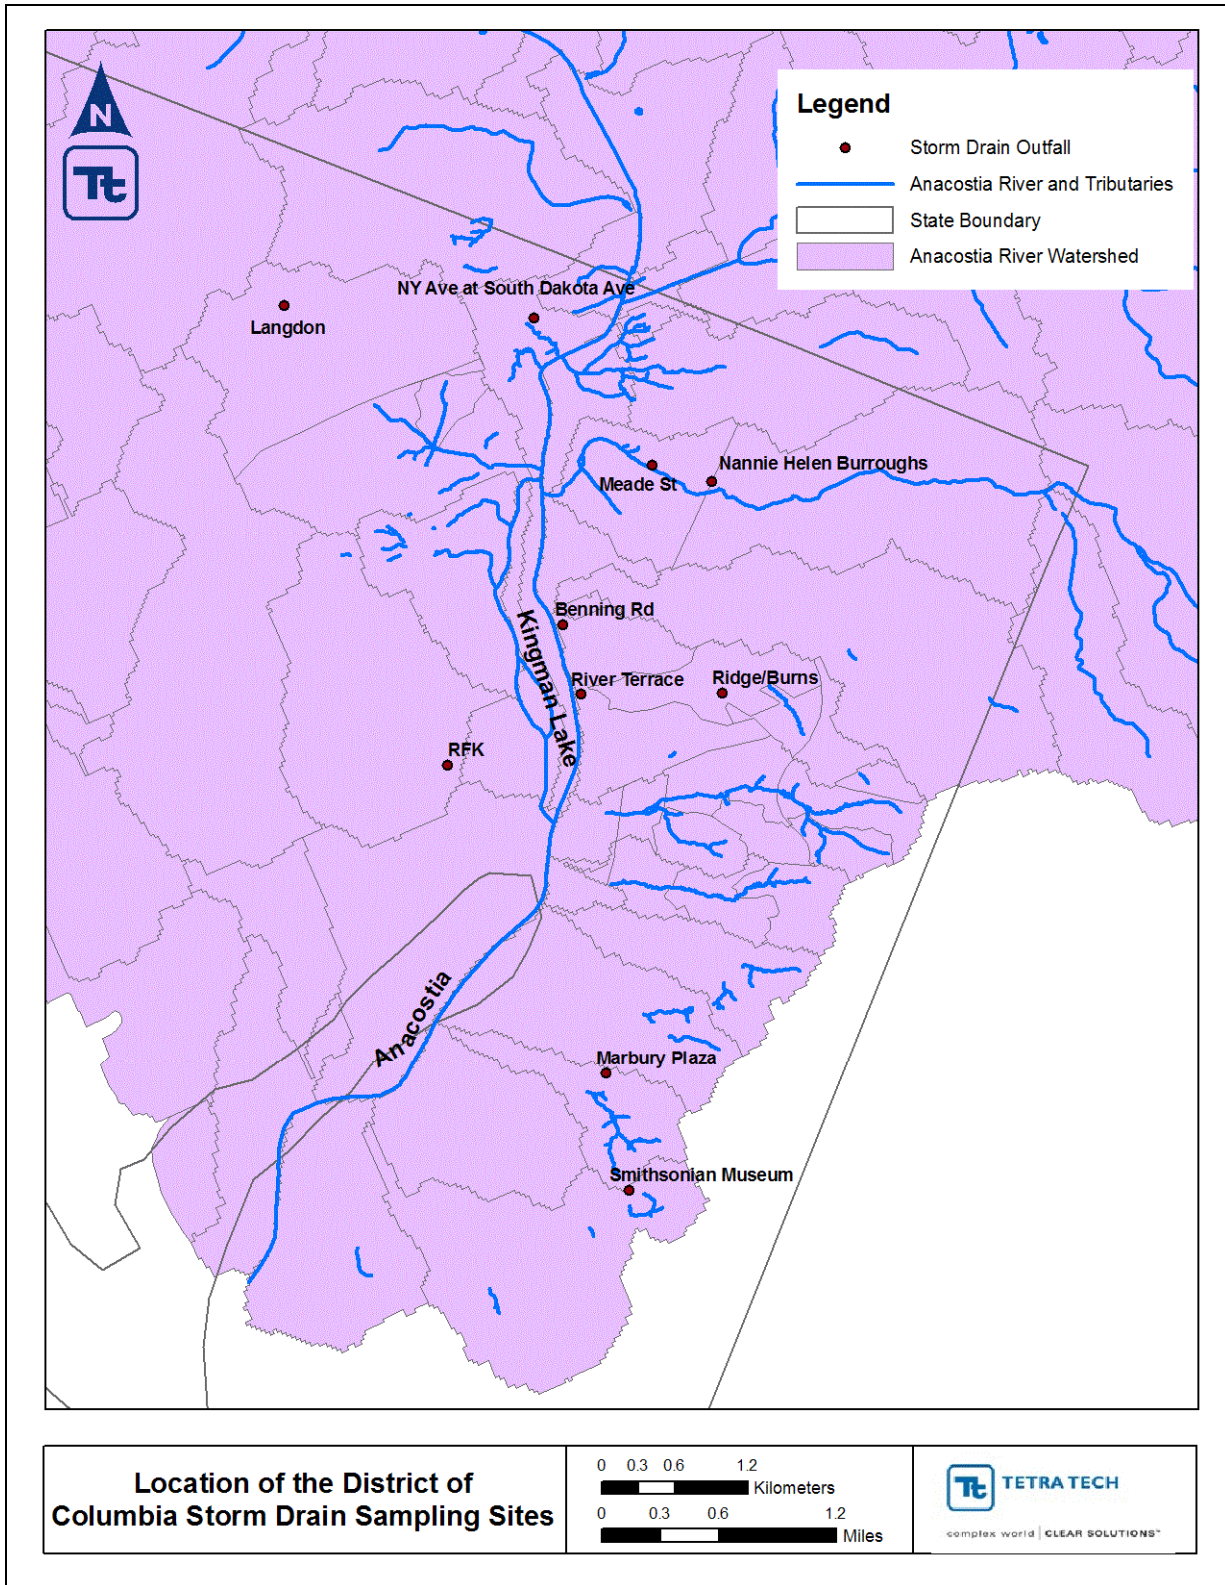 N
Tt
Legend
Storm Drain Outfall
Anacostia River and Tributaries
State Boundary
Anacostia River Watershed
NY Ave at South Dakota Ave
Langdon
Nannie Helen Burroughs
Meade St
Benning Rd
Kingman Lake
River Terrace
Ridge/Burns
RFK
Anacostia
Marbury Plaza
Smithsonian Museum
Location of the District of
Columbia Storm Drain Sampling Sites
0 0.3 0.6 1.2
Kilometers
0 0.3 0.6 1.2
Miles
Tt TETRA TECH
complex world | CLEAR SOLUTIONS™